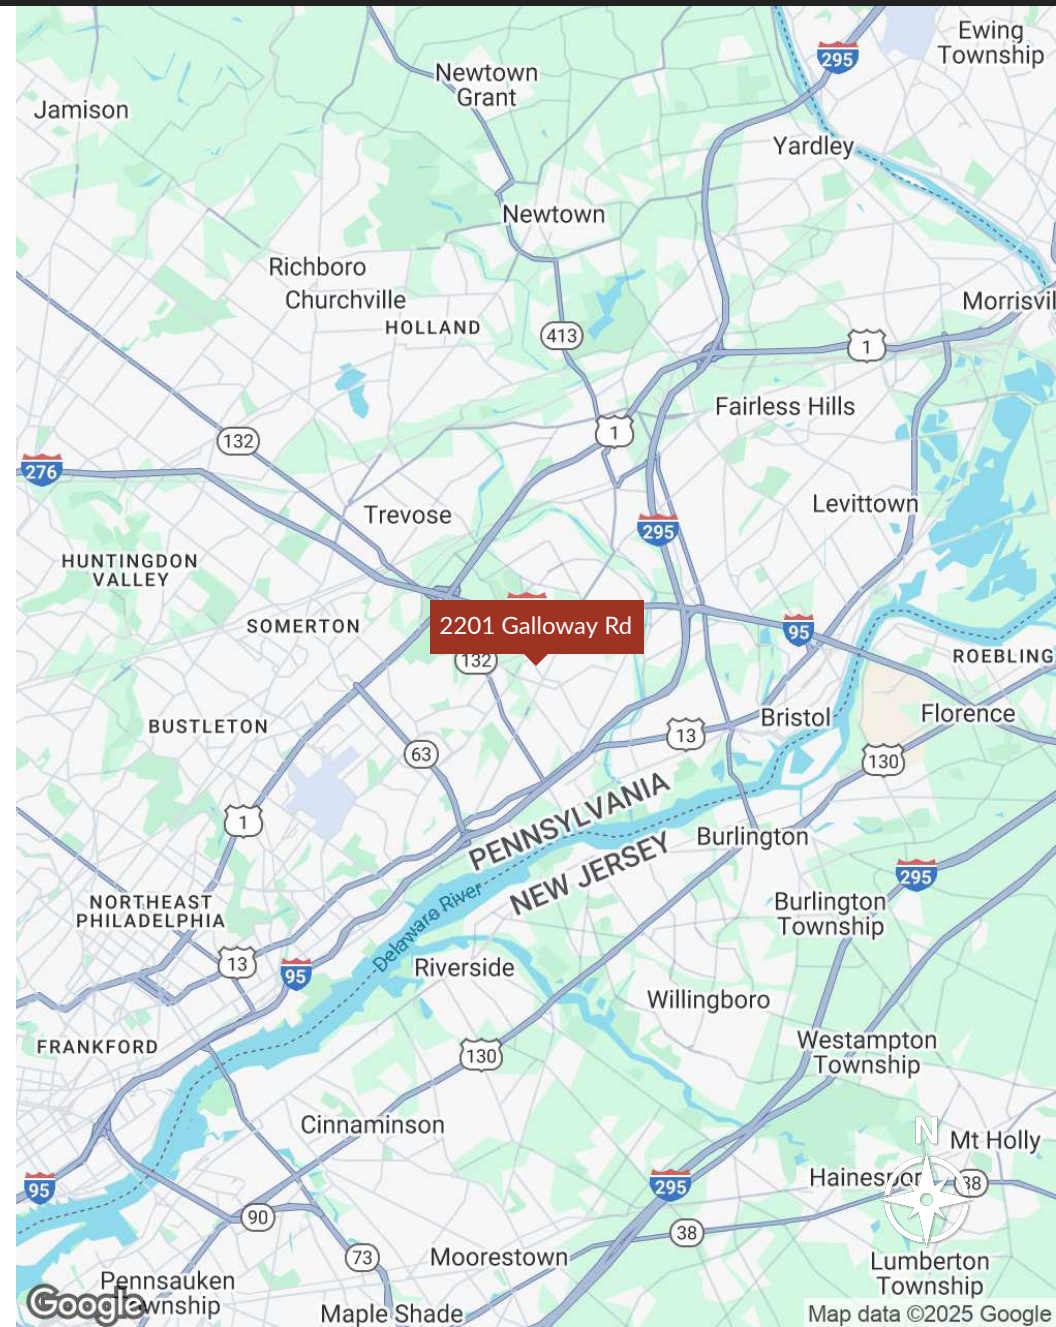 Ewing
Township
295
Newtown
Grant
Jamison
Yardley
Newtown
Richboro
Churchville
HOLLAND
Morrisvil
413
1
Fairless Hills
1
132
276
Levittown
Trevose
295
HUNTINGDON
VALLEY
2201 Galloway Rd
SOMERTON
95
132
ROEBLING
Bristol
Florence
BUSTLETON
13
63
130
PENNSYLVANIA
1
Burlington
NEW JERSEY
295
NORTHEAST
PHILADELPHIA
Burlington
Township
Delaware River
13
95
Riverside
Willingboro
FRANKFORD
130
Westampton
Township
Cinnaminson
N
Mt Holly
95
295
Hainespor
38
90
38
73
Moorestown
Lumberton
Township
Pennsauken
Township
Google
Maple Shade
Map data ©2025 Google